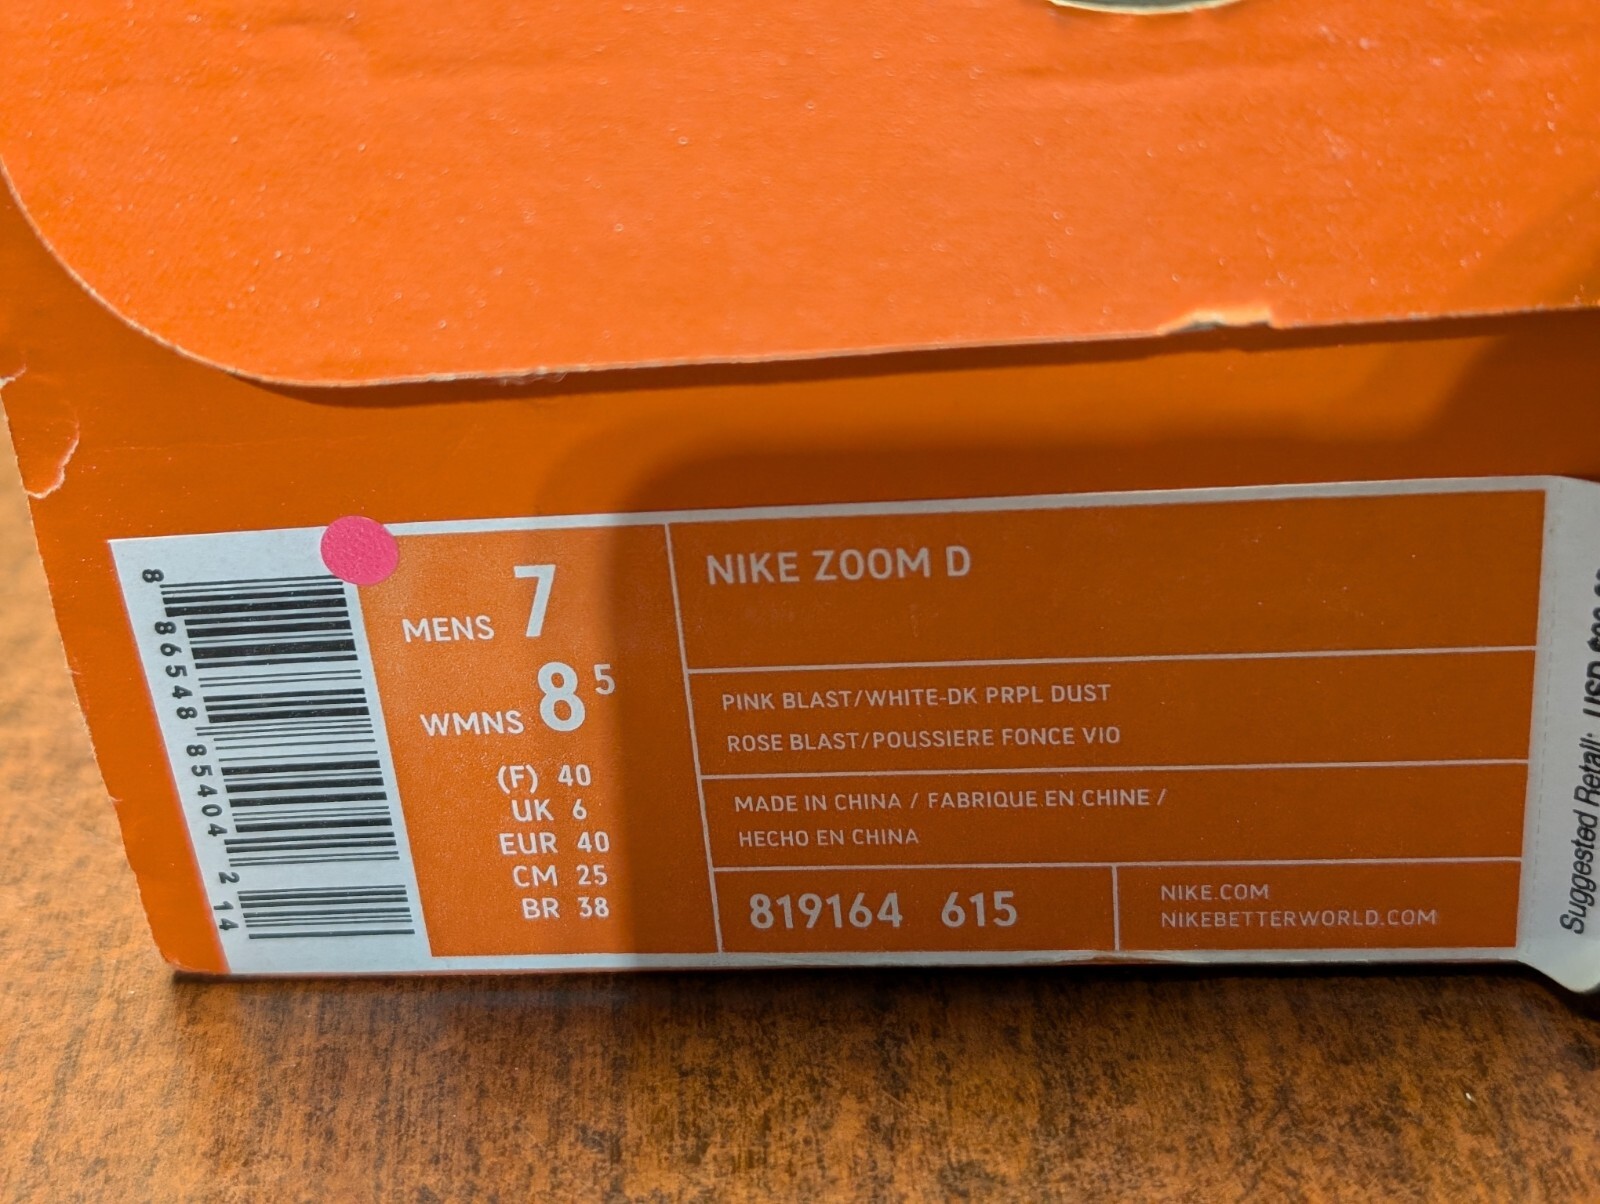 8 86548 85404 2 14
MENS 7
WMNS 8 5
(F) 40
UK 6
EUR 40
CM 25
BR 38
NIKE ZOOM D
PINK BLAST/WHITE-DK PRPL DUST
ROSE BLAST/POUSSIERE FONCE VIO
MADE IN CHINA / FABRIQUE EN CHINE /
HECHO EN CHINA
819164 615
NIKE.COM
NIKEBETTERWORLD.COM
Suggested Retail: USD